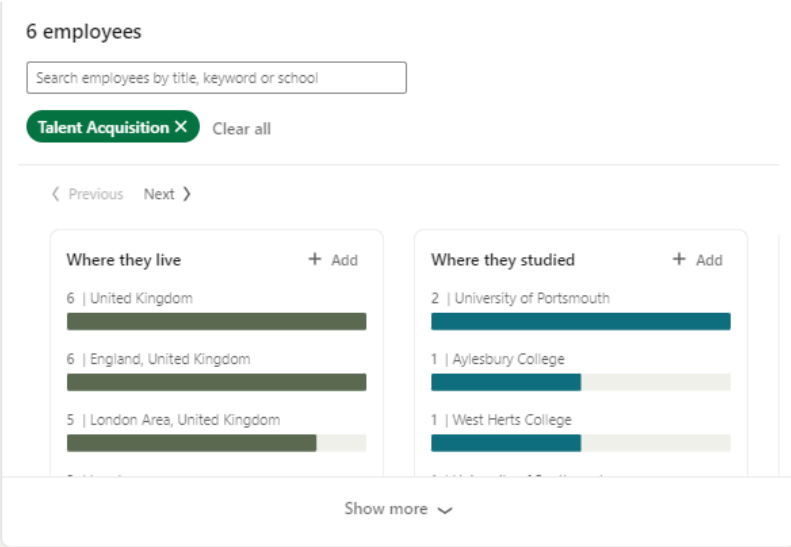 6 employees
Search employees by title, keyword or school
Talent Acquisition ✕ Clear all
Previous Next
Where they live + Add
6 | United Kingdom
6 | England, United Kingdom
5 | London Area, United Kingdom
Where they studied + Add
2 | University of Portsmouth
1 | Aylesbury College
1 | West Herts College
Show more